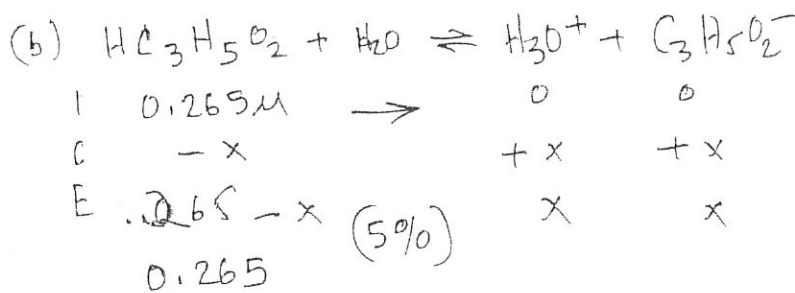 (b) HC₃H₅O₂ + H₂O ⇌ H₃O⁺ + C₃H₅O₂⁻
I 0.265M → 0 0
C - x + x + x
E .265 - x (5%) x x
0.265